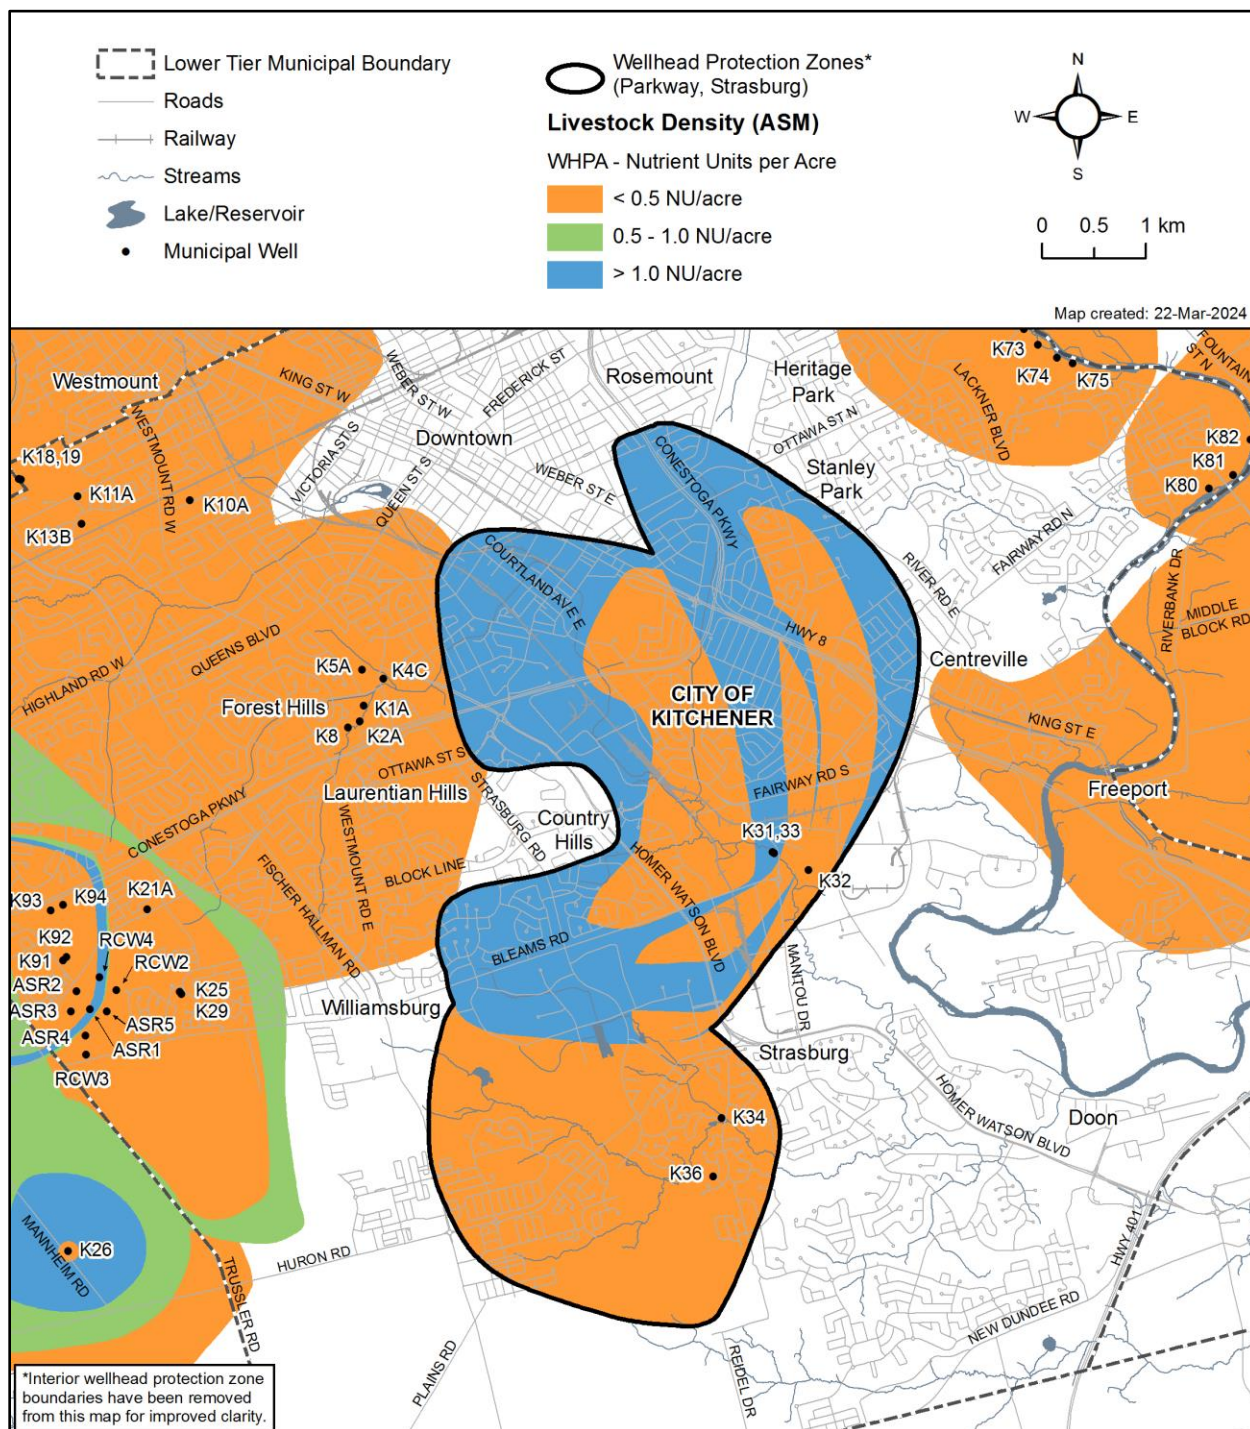 Lower Tier Municipal Boundary
Roads
Railway
Streams
Lake/Reservoir
Municipal Well
Wellhead Protection Zones*
(Parkway, Strasburg)
Livestock Density (ASM)
WHPA - Nutrient Units per Acre
< 0.5 NU/acre
0.5 - 1.0 NU/acre
> 1.0 NU/acre
N
W
E
S
0 0.5 1 km
Map created: 22-Mar-2024
Westmount
KING ST W
WEBER ST W
FREDERICK ST
Rosemount
Heritage
Park
K73
K74
K75
LACKNER BLVD
FOUNTAIN
ST N
WESTMOUNT RD W
VICTORIA ST S
QUEEN ST S
Downtown
WEBER ST E
CONESTOGA PKWY
OTTAWA ST N
Stanley
Park
K82
K81
K80
K18,19
K11A
K10A
K13B
COURTLAND AVE E
RIVER RD E
FAIRWAY RD N
RIVERBANK DR
MIDDLE
BLOCK RD
HWY 8
HIGHLAND RD W
QUEENS BLVD
K5A
K4C
Forest Hills
K1A
K8
K2A
CITY OF
KITCHENER
Centreville
KING ST E
OTTAWA ST S
CONESTOGA PKWY
Laurentian Hills
STRASBURG RD
Country
Hills
FAIRWAY RD S
Freeport
WESTMOUNT RD E
BLOCK LINE
FISCHER HALLMAN RD
HOMER WATSON BLVD
K31,33
K32
K93
K94
K21A
K92
RCW4
K91
RCW2
ASR2
K25
ASR3
K29
ASR5
ASR4
ASR1
RCW3
BLEAMS RD
MANITOU DR
Williamsburg
Strasburg
HOMER WATSON BLVD
Doon
K34
K36
K26
MANNHEIM RD
HURON RD
TRUSSLER RD
HWY 401
NEW DUNDEE RD
PLAINS RD
REIDEL DR
*Interior wellhead protection zone
boundaries have been removed
from this map for improved clarity.